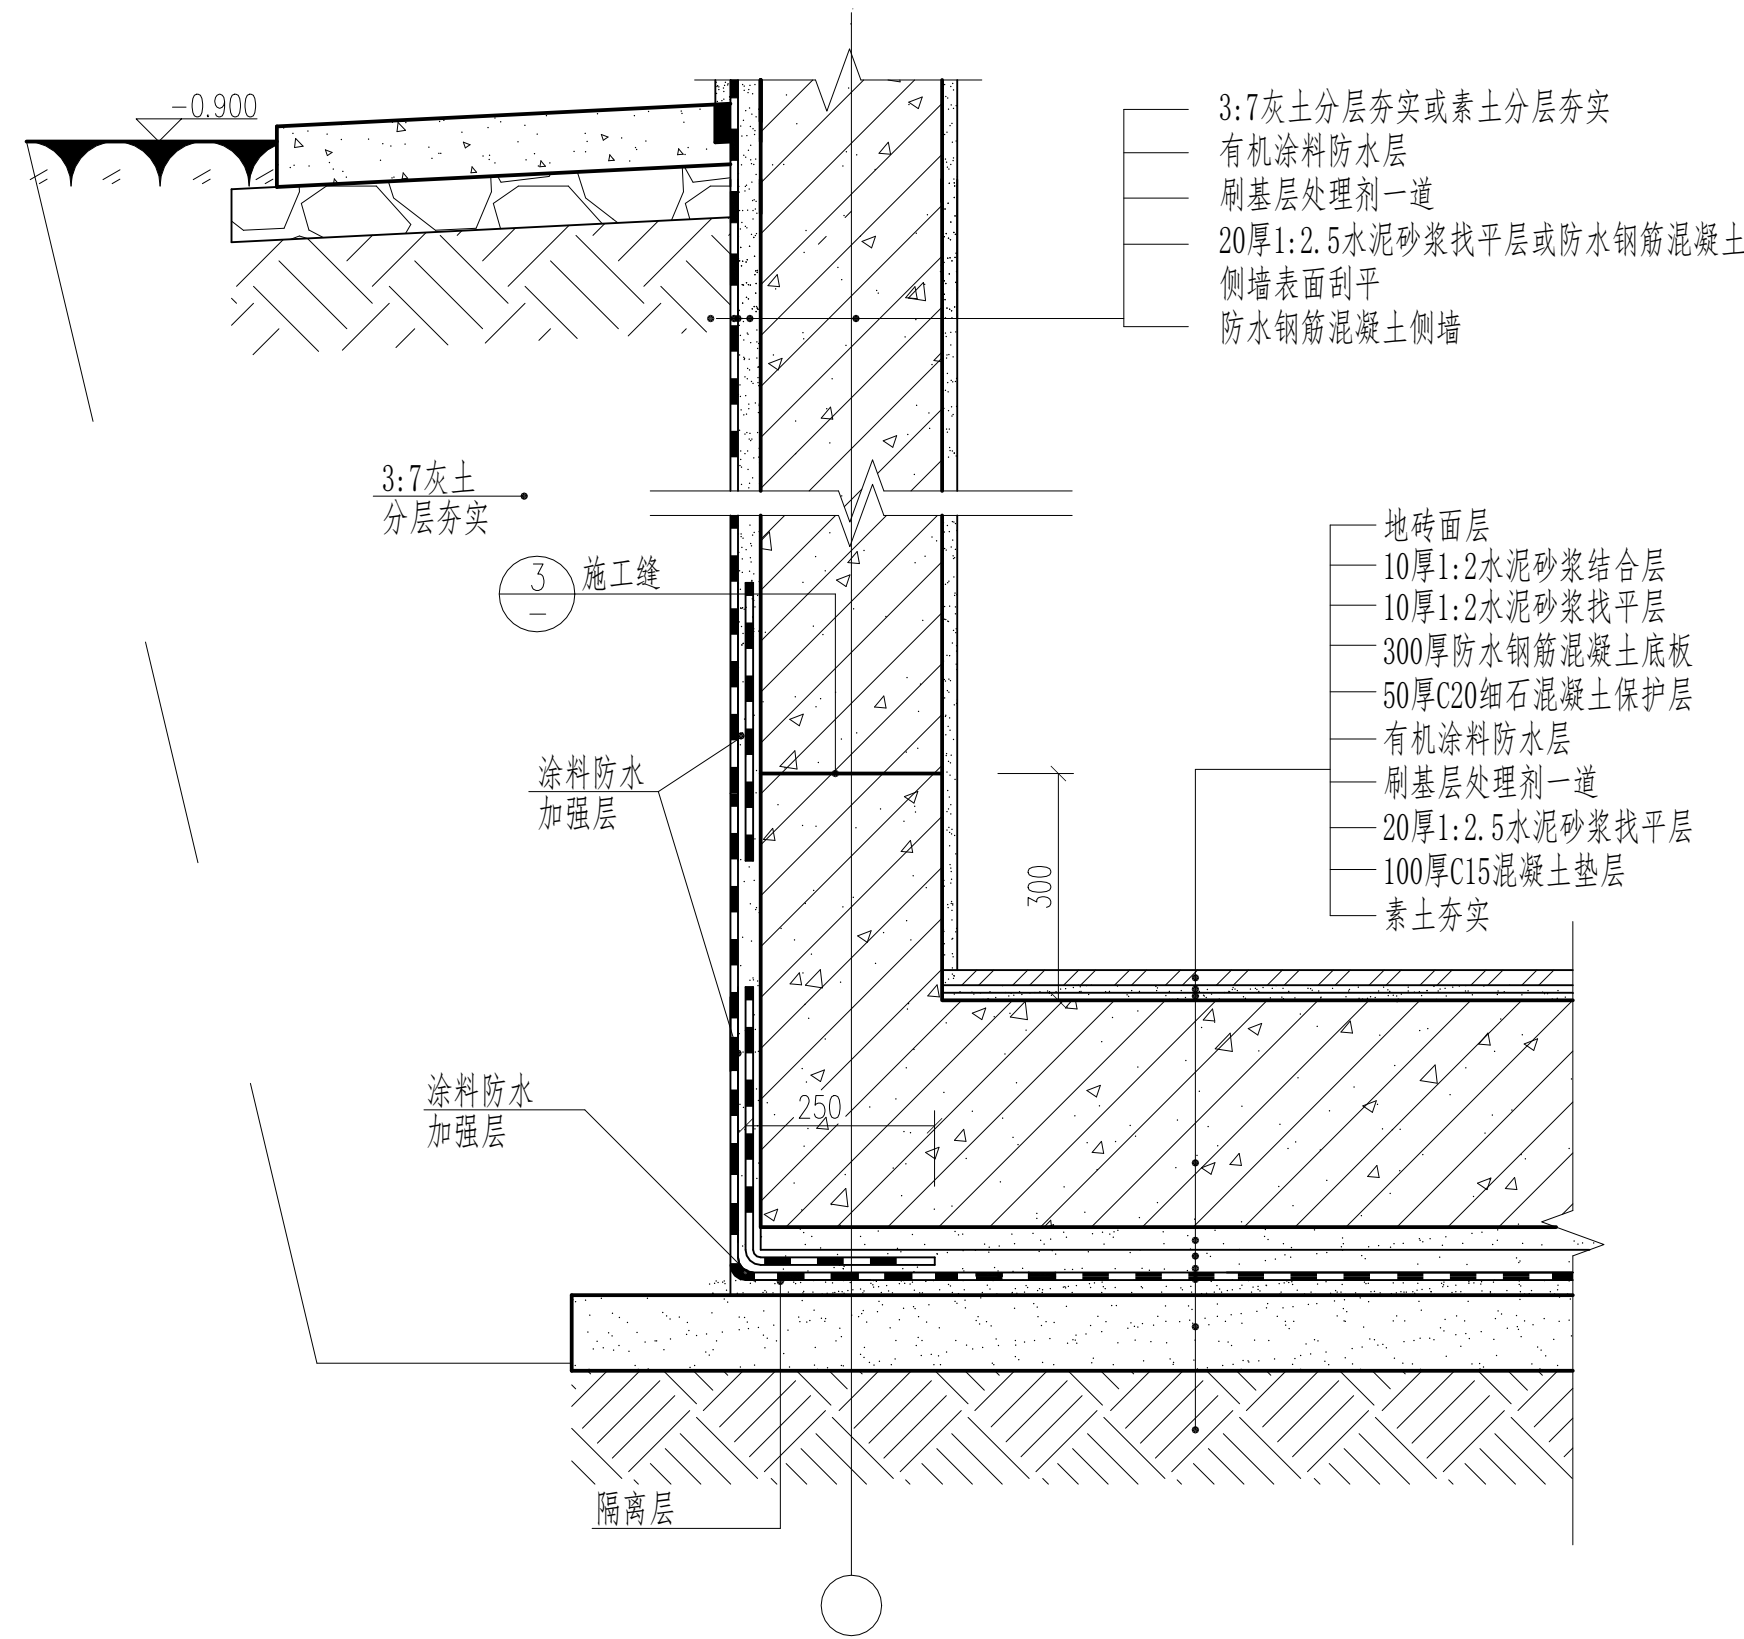 -0.900
3:7灰土分层夯实或素土分层夯实
有机涂料防水层
刷基层处理剂一道
20厚1:2.5水泥砂浆找平层或防水钢筋混凝土
侧墙表面刮平
防水钢筋混凝土侧墙
3:7灰土
分层夯实
3
-
施工缝
地砖面层
10厚1:2水泥砂浆结合层
10厚1:2水泥砂浆找平层
300厚防水钢筋混凝土底板
50厚C20细石混凝土保护层
有机涂料防水层
刷基层处理剂一道
20厚1:2.5水泥砂浆找平层
100厚C15混凝土垫层
素土夯实
涂料防水
加强层
300
涂料防水
加强层
250
隔离层